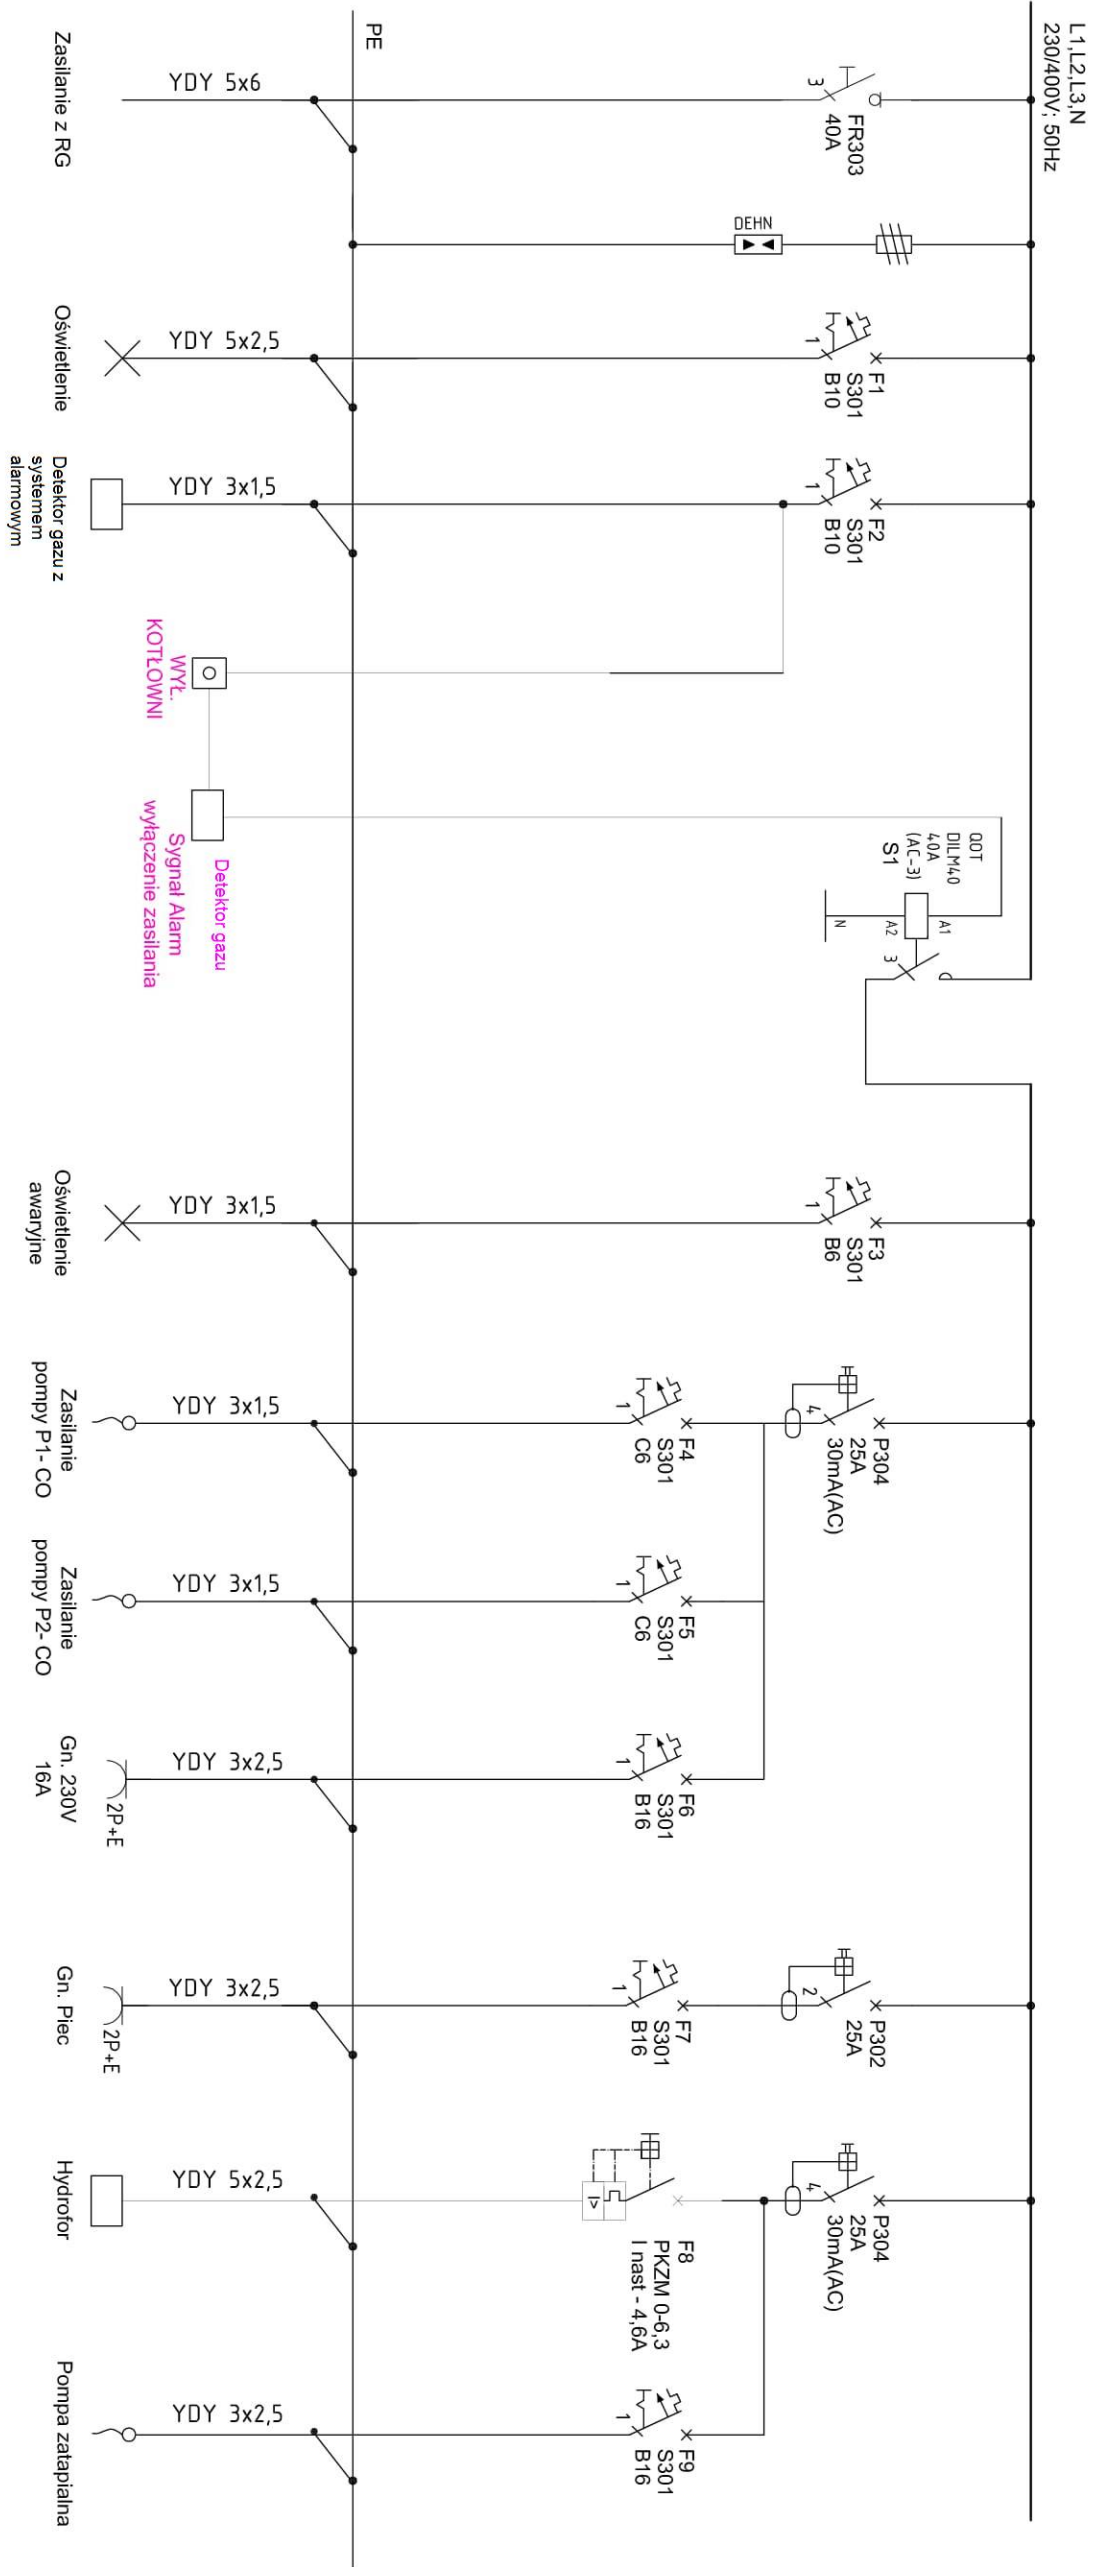 L1,L2,L3,N
230/400V; 50Hz
PE
FR303
40A
3
YDY 5x6
Zasilanie z RG
DEHN
F1
S301
B10
1
YDY 5x2,5
Oświetlenie
F2
S301
B10
1
YDY 3x1,5
Detektor gazu z
systemem
alarmowym
WYŁ.
KOTŁOWNI
Detektor gazu
Sygnał Alarm
wyłączenie zasilania
Q0T
DILM40
40A
(AC-3)
S1
A1
A2
N
3
F3
S301
B6
1
YDY 3x1,5
Oświetlenie
awaryjne
P304
25A
30mA(AC)
4
F4
S301
C6
1
YDY 3x1,5
Zasilanie
pompy P1- CO
F5
S301
C6
1
YDY 3x1,5
Zasilanie
pompy P2- CO
F6
S301
B16
1
YDY 3x2,5
2P+E
Gn. 230V
16A
P302
25A
2
F7
S301
B16
1
YDY 3x2,5
2P+E
Gn. Piec
P304
25A
30mA(AC)
4
F8
PKZM 0-6,3
I nast - 4,6A
I>
YDY 5x2,5
Hydrofor
F9
S301
B16
1
YDY 3x2,5
Pompa zatapialna